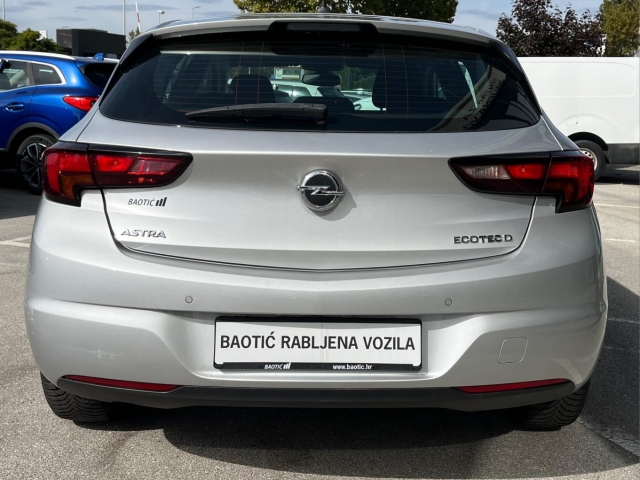 BAOTIĆ
ASTRA
ECOTEC D
BAOTIĆ RABLJENA VOZILA
BAOTIĆ www.baotic.hr